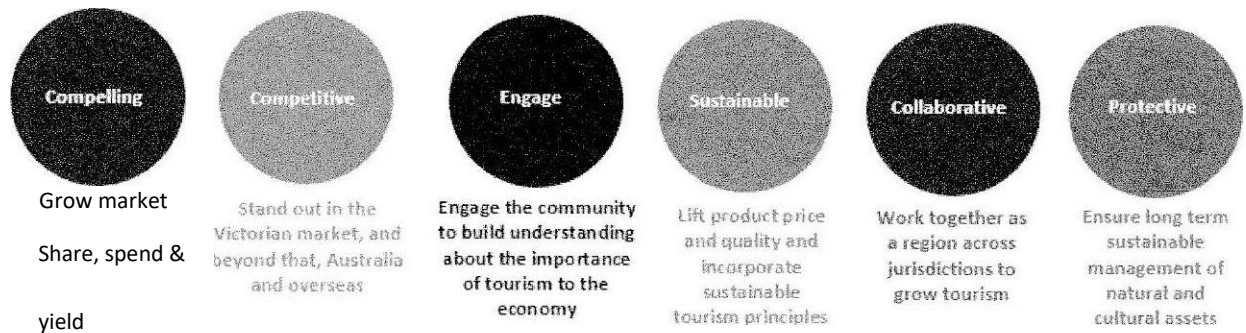 Compelling
Grow market
Share, spend &
yield
Competitive
Stand out in the
Victorian market, and
beyond that, Australia
and overseas
Engage
Engage the community
to build understanding
about the importance
of tourism to the
economy
Sustainable
Lift product price
and quality and
incorporate
sustainable
tourism principles
Collaborative
Work together as
a region across
jurisdictions to
grow tourism
Protective
Ensure long term
sustainable
management of
natural and
cultural assets